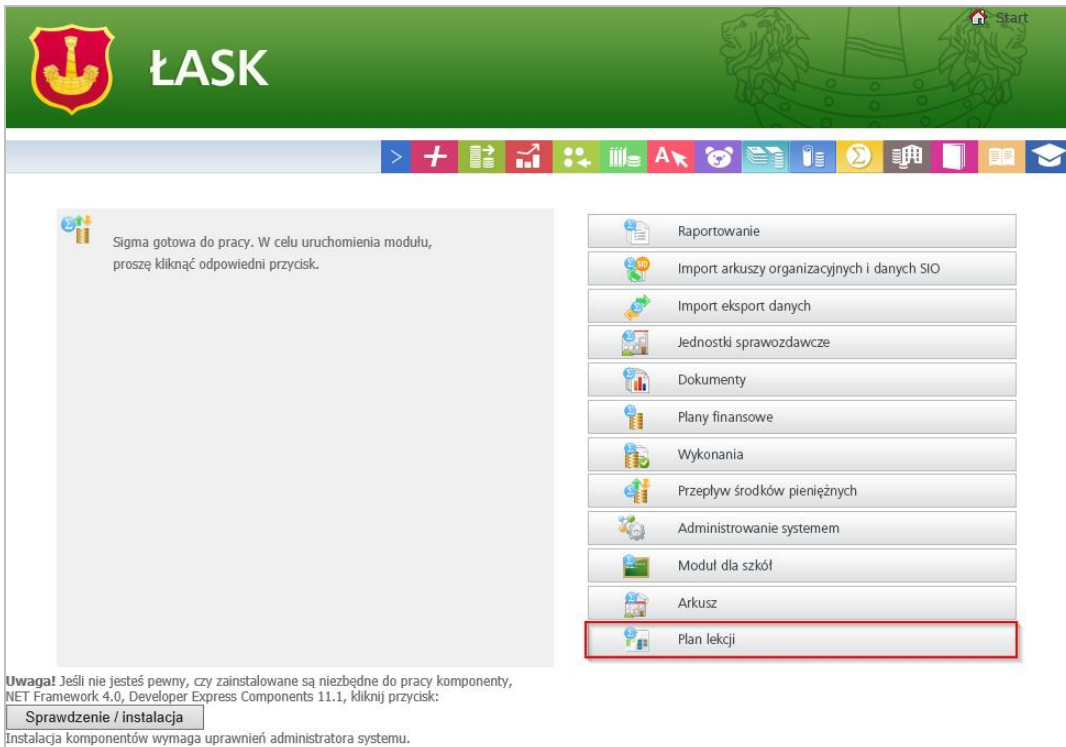 Start
ŁASK
Sigma gotowa do pracy. W celu uruchomienia modułu,
proszę kliknąć odpowiedni przycisk.
Raportowanie
Import arkuszy organizacyjnych i danych SIO
Import eksport danych
Jednostki sprawozdawcze
Dokumenty
Plany finansowe
Wykonania
Przepływ środków pieniężnych
Administrowanie systemem
Moduł dla szkół
Arkusz
Plan lekcji
Uwaga! Jeśli nie jesteś pewny, czy zainstalowane są niezbędne do pracy komponenty,
NET Framework 4.0, Developer Express Components 11.1, kliknij przycisk:
Sprawdzenie / instalacja
Instalacja komponentów wymaga uprawnień administratora systemu.